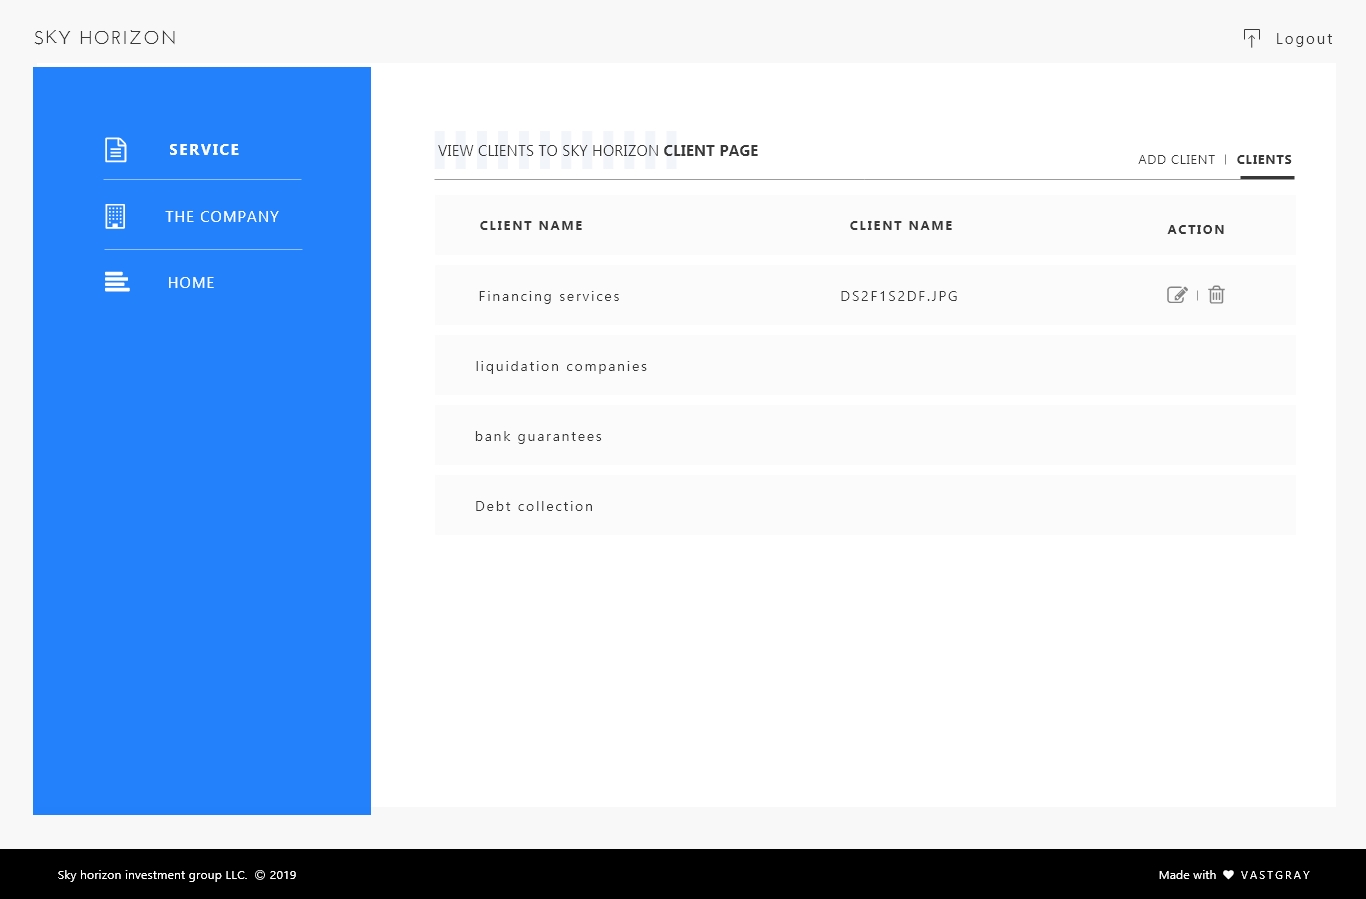 SKY HORIZON
Logout
SERVICE
THE COMPANY
HOME
VIEW CLIENTS TO SKY HORIZON CLIENT PAGE
ADD CLIENT | CLIENTS
CLIENT NAME CLIENT NAME ACTION
Financing services DS2F1S2DF.JPG |
liquidation companies
bank guarantees
Debt collection
Sky horizon investment group LLC. © 2019
Made with ♥ VASTGRAY